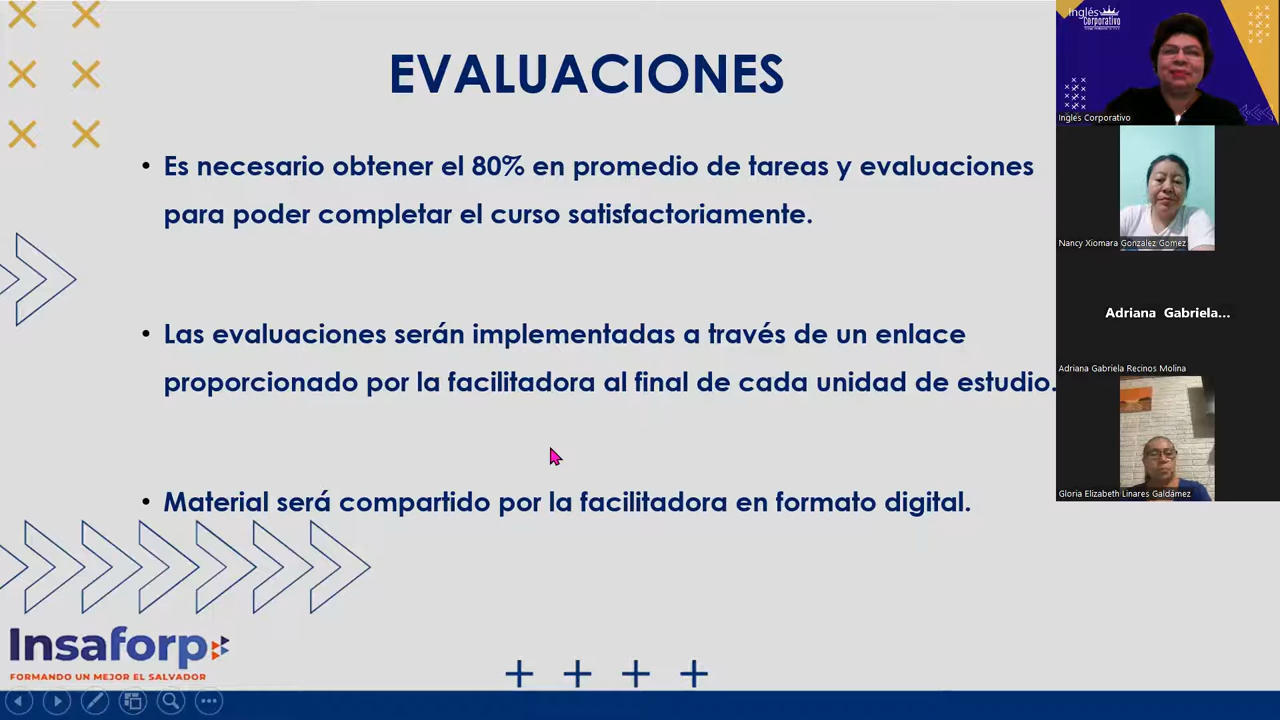 EVALUACIONES
• Es necesario obtener el 80% en promedio de tareas y evaluaciones
para poder completar el curso satisfactoriamente.
• Las evaluaciones serán implementadas a través de un enlace
proporcionado por la facilitadora al final de cada unidad de estudio.
• Material será compartido por la facilitadora en formato digital.
Insaforp
FORMANDO UN MEJOR EL SALVADOR
Inglés
Corporativo
Inglés Corporativo
Nancy Xiomara González Gomez
Adriana Gabriela...
Adriana Gabriela Recinos Molina
Gloria Elizabeth Linares Galdámez